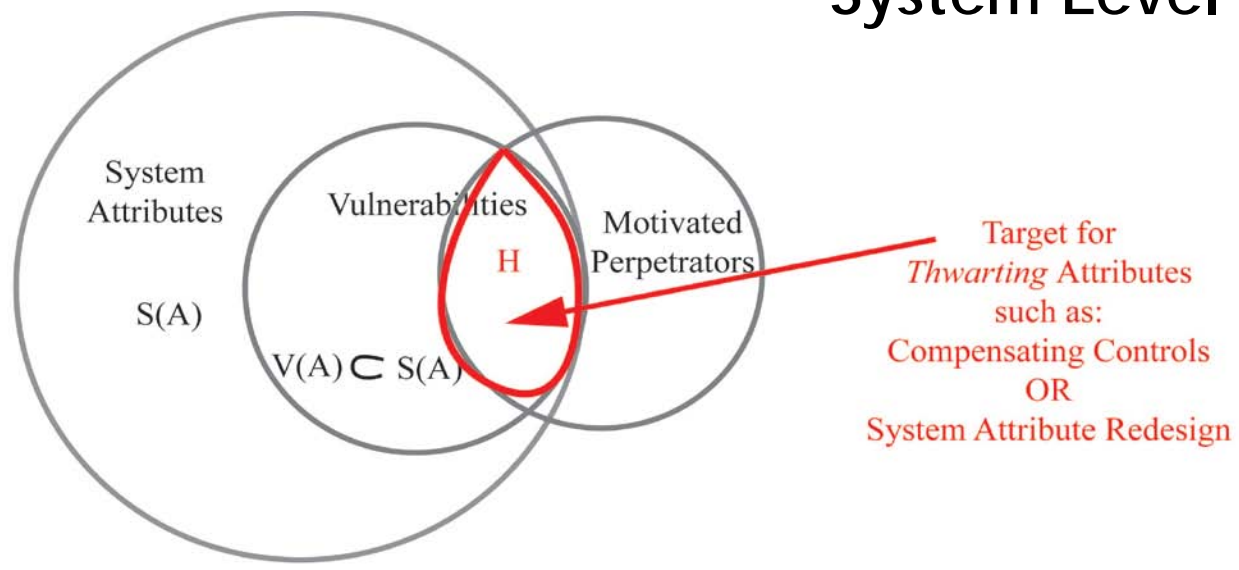 System Level
System
Attributes
S(A)
Vulnerabilities
V(A) ⊂ S(A)
H
Motivated
Perpetrators
Target for
Thwarting Attributes
such as:
Compensating Controls
OR
System Attribute Redesign